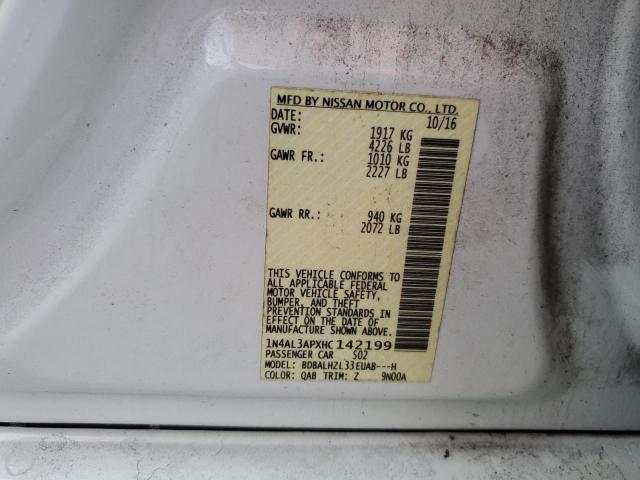 MFD BY NISSAN MOTOR CO., LTD.
DATE: 10/16
GVWR: 1917 KG
4226 LB
GAWR FR.: 1010 KG
2227 LB
GAWR RR.: 940 KG
2072 LB
THIS VEHICLE CONFORMS TO
ALL APPLICABLE FEDERAL
MOTOR VEHICLE SAFETY,
BUMPER, AND THEFT
PREVENTION STANDARDS IN
EFFECT ON THE DATE OF
MANUFACTURE SHOWN ABOVE.
1N4AL3APXHC142199
PASSENGER CAR S02
MODEL: BDBALHZL33EUAB---H
COLOR: QAB TRIM: Z 9N00A